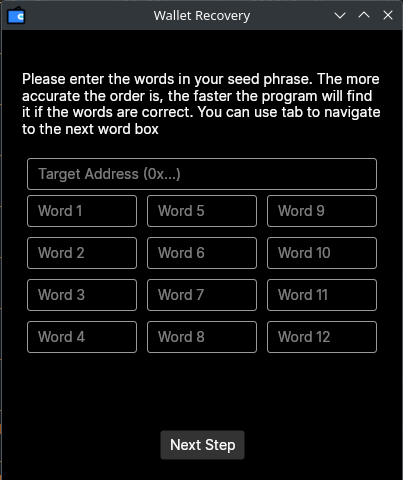 Wallet Recovery
Please enter the words in your seed phrase. The more
accurate the order is, the faster the program will find
it if the words are correct. You can use tab to navigate
to the next word box
Target Address (0x...)
Word 1 Word 5 Word 9
Word 2 Word 6 Word 10
Word 3 Word 7 Word 11
Word 4 Word 8 Word 12
Next Step